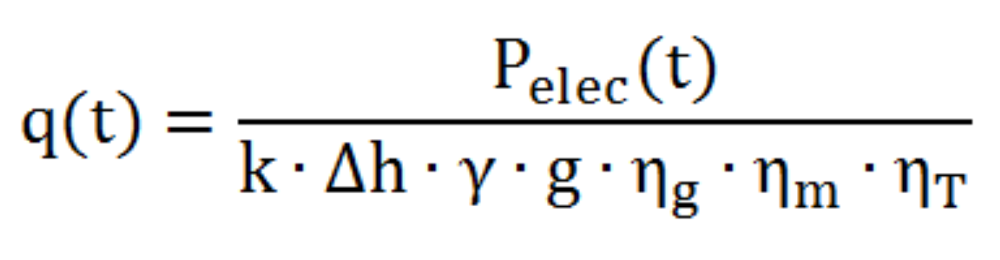 q(t) = P_elec(t) / (k · Δh · γ · g · η_g · η_m · η_T)